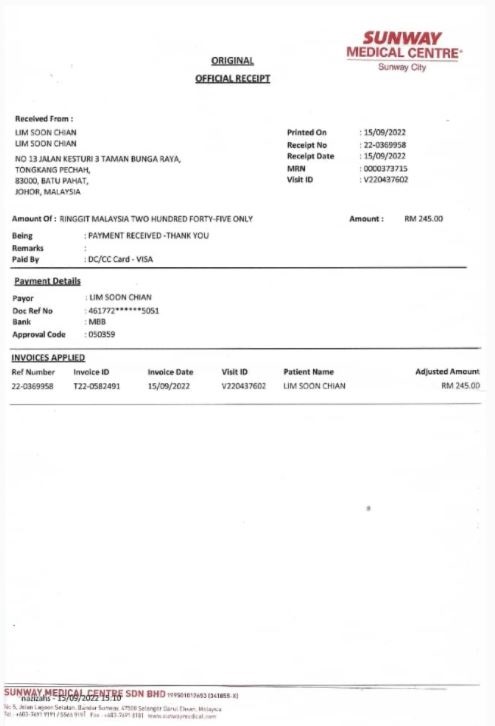 SUNWAY
MEDICAL CENTRE
Sunway City
ORIGINAL
OFFICIAL RECEIPT
Received From :
LIM SOON CHIAN
LIM SOON CHIAN
NO 13 JALAN KESTURI 3 TAMAN BUNGA RAYA,
TONGKANG PECHAH,
83000, BATU PAHAT,
JOHOR, MALAYSIA
Printed On : 15/09/2022
Receipt No : 22-0369958
Receipt Date : 15/09/2022
MRN : 0000373715
Visit ID : V220437602
Amount Of : RINGGIT MALAYSIA TWO HUNDRED FORTY-FIVE ONLY Amount : RM 245.00
Being : PAYMENT RECEIVED -THANK YOU
Remarks :
Paid By : DC/CC Card - VISA
Payment Details
Payor : LIM SOON CHIAN
Doc Ref No : 461772******5051
Bank : MBB
Approval Code : 050359
INVOICES APPLIED
Ref Number Invoice ID Invoice Date Visit ID Patient Name Adjusted Amount
22-0369958 T22-0582491 15/09/2022 V220437602 LIM SOON CHIAN RM 245.00
SUNWAY MEDICAL CENTRE SDN BHD 199501012653 (341855-X)
nazizahs - 15/09/2022 15:10
No 5, Jalan Lagoon Selatan, Bandar Sunway, 47500 Selangor Darul Ehsan, Malaysia
Tel : +603-7491 9191 / 5566 9191 Fax : +603-7491 8181 www.sunwaymedical.com